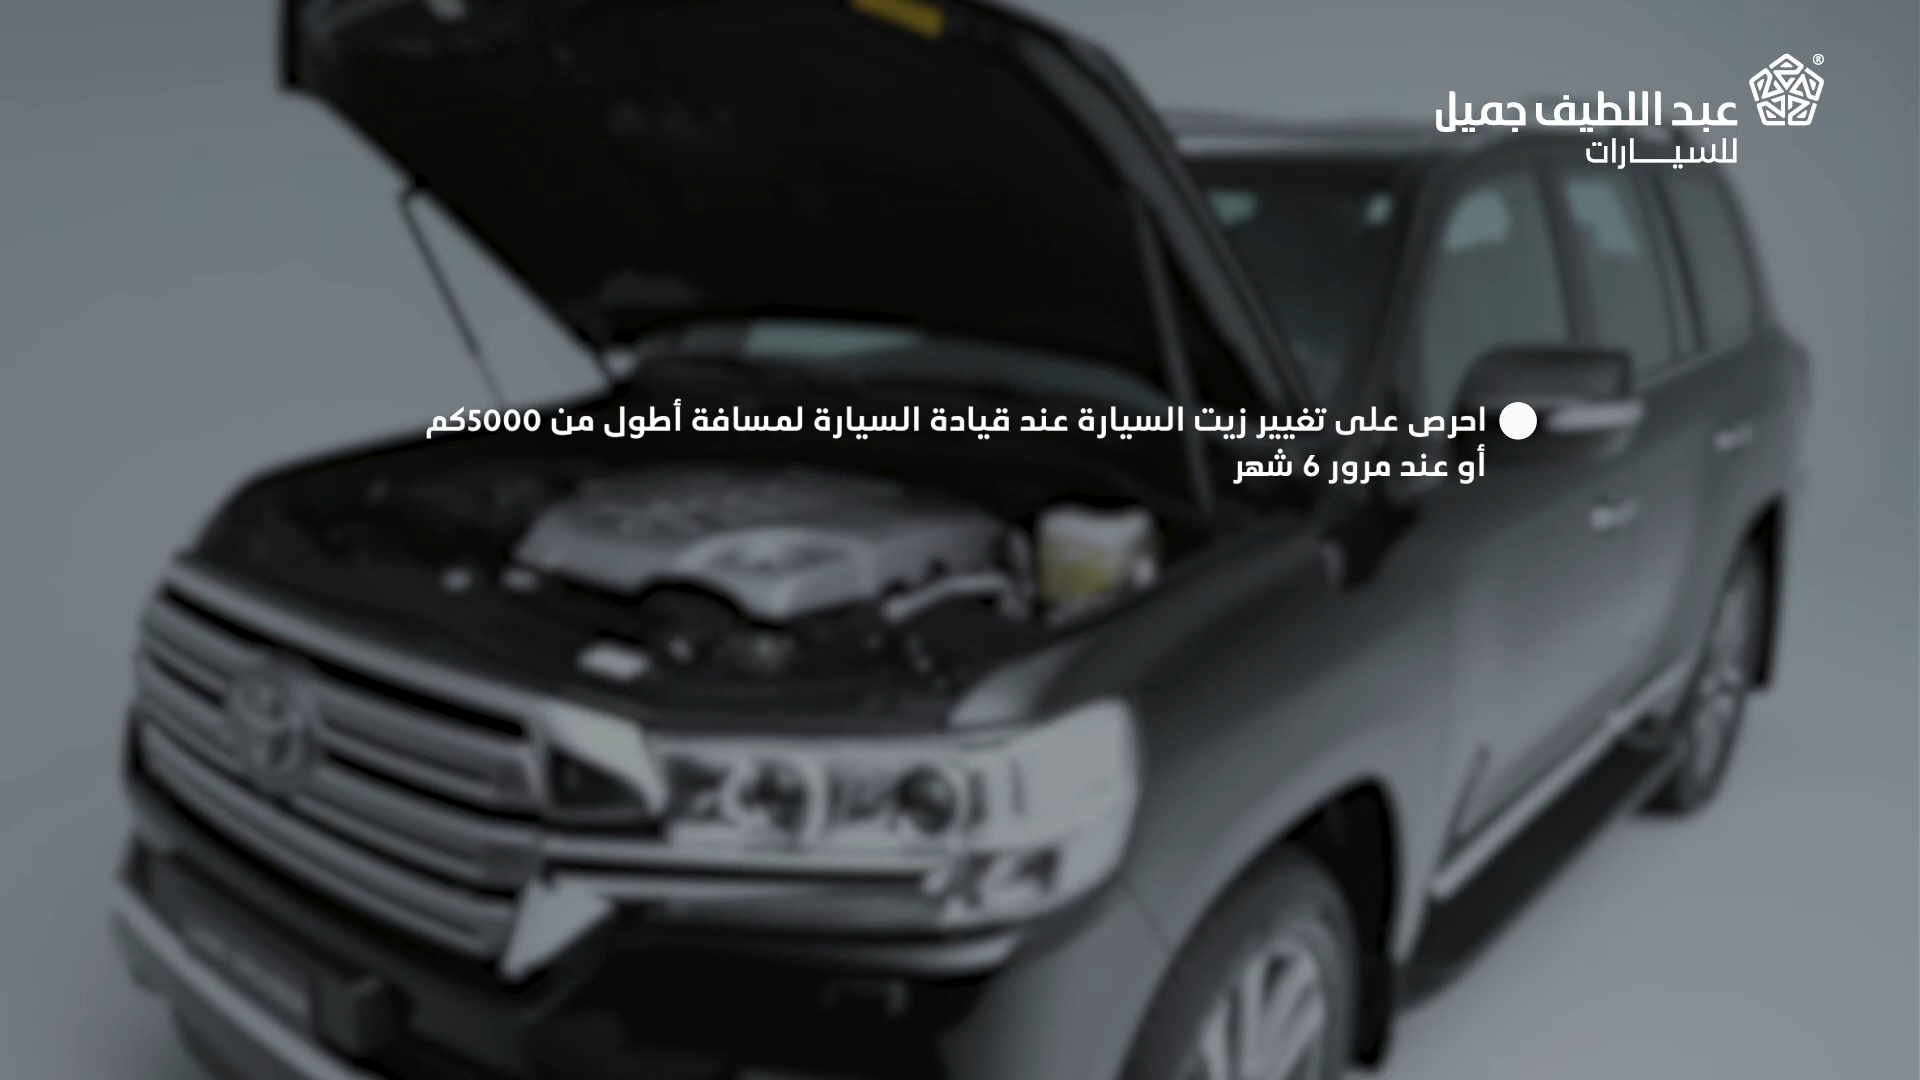 عبد اللطيف جميل
للسيـــارات
احرص على تغيير زيت السيارة عند قيادة السيارة لمسافة أطول من 5000كم
أو عند مرور 6 شهر